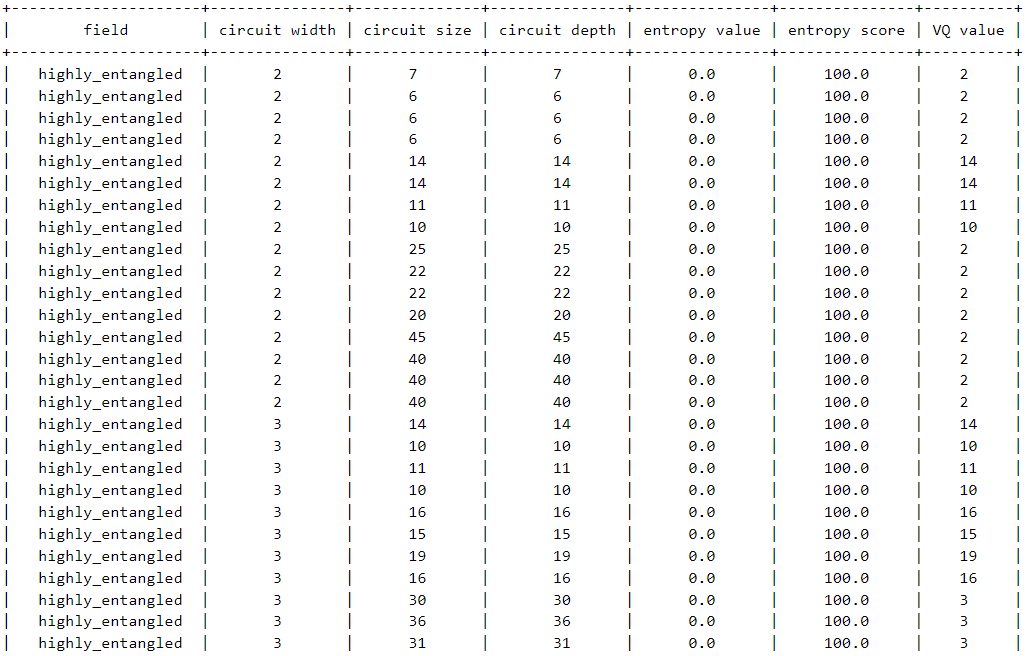 +--------------------+---------------+--------------+---------------+---------------+---------------+----------+
| field | circuit width | circuit size | circuit depth | entropy value | entropy score | VQ value |
+--------------------+---------------+--------------+---------------+---------------+---------------+----------+
| highly_entangled | 2 | 7 | 7 | 0.0 | 100.0 | 2 |
| highly_entangled | 2 | 6 | 6 | 0.0 | 100.0 | 2 |
| highly_entangled | 2 | 6 | 6 | 0.0 | 100.0 | 2 |
| highly_entangled | 2 | 6 | 6 | 0.0 | 100.0 | 2 |
| highly_entangled | 2 | 14 | 14 | 0.0 | 100.0 | 14 |
| highly_entangled | 2 | 14 | 14 | 0.0 | 100.0 | 14 |
| highly_entangled | 2 | 11 | 11 | 0.0 | 100.0 | 11 |
| highly_entangled | 2 | 10 | 10 | 0.0 | 100.0 | 10 |
| highly_entangled | 2 | 25 | 25 | 0.0 | 100.0 | 2 |
| highly_entangled | 2 | 22 | 22 | 0.0 | 100.0 | 2 |
| highly_entangled | 2 | 22 | 22 | 0.0 | 100.0 | 2 |
| highly_entangled | 2 | 20 | 20 | 0.0 | 100.0 | 2 |
| highly_entangled | 2 | 45 | 45 | 0.0 | 100.0 | 2 |
| highly_entangled | 2 | 40 | 40 | 0.0 | 100.0 | 2 |
| highly_entangled | 2 | 40 | 40 | 0.0 | 100.0 | 2 |
| highly_entangled | 2 | 40 | 40 | 0.0 | 100.0 | 2 |
| highly_entangled | 3 | 14 | 14 | 0.0 | 100.0 | 14 |
| highly_entangled | 3 | 10 | 10 | 0.0 | 100.0 | 10 |
| highly_entangled | 3 | 11 | 11 | 0.0 | 100.0 | 11 |
| highly_entangled | 3 | 10 | 10 | 0.0 | 100.0 | 10 |
| highly_entangled | 3 | 16 | 16 | 0.0 | 100.0 | 16 |
| highly_entangled | 3 | 15 | 15 | 0.0 | 100.0 | 15 |
| highly_entangled | 3 | 19 | 19 | 0.0 | 100.0 | 19 |
| highly_entangled | 3 | 16 | 16 | 0.0 | 100.0 | 16 |
| highly_entangled | 3 | 30 | 30 | 0.0 | 100.0 | 3 |
| highly_entangled | 3 | 36 | 36 | 0.0 | 100.0 | 3 |
| highly_entangled | 3 | 31 | 31 | 0.0 | 100.0 | 3 |